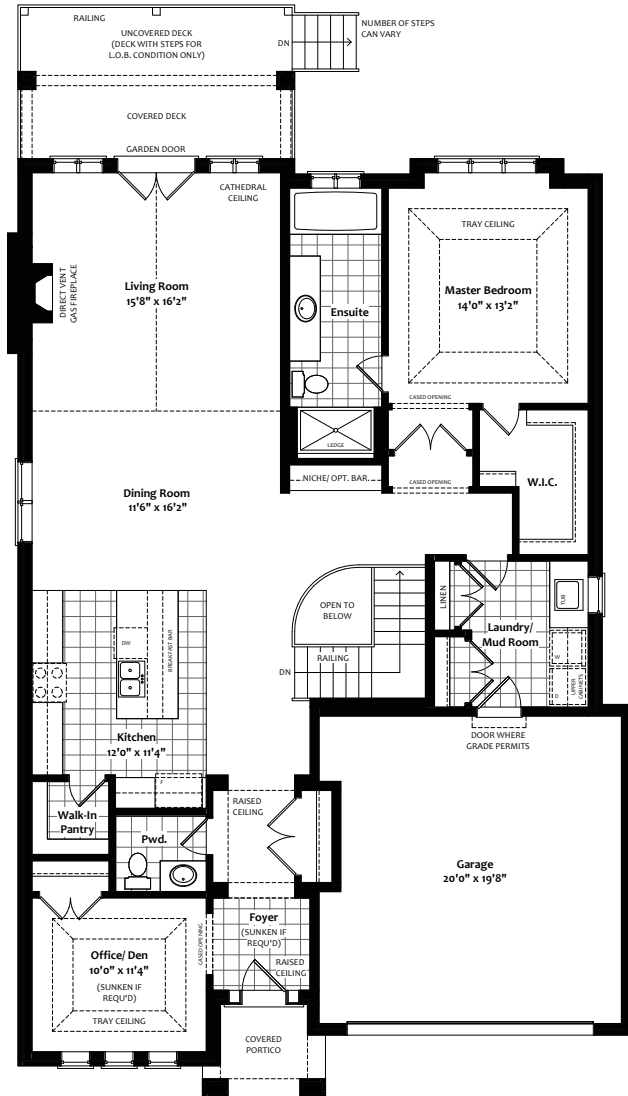 RAILING
UNCOVERED DECK
(DECK WITH STEPS FOR
L.O.B. CONDITION ONLY)
DN
NUMBER OF STEPS
CAN VARY
COVERED DECK
GARDEN DOOR
CATHEDRAL
CEILING
TRAY CEILING
DIRECT VENT
GAS FIREPLACE
Living Room
15'8" x 16'2"
Ensuite
Master Bedroom
14'0" x 13'2"
CASED OPENING
LEDGE
NICHE/ OPT. BAR
CASED OPENING
W.I.C.
Dining Room
11'6" x 16'2"
LINEN
TUB
OPEN TO
BELOW
Laundry/
Mud Room
DW
BREAKFAST BAR
RAILING
DN
W
D
UPPER
CABINETS
Kitchen
12'0" x 11'4"
DOOR WHERE
GRADE PERMITS
F
RAISED
CEILING
Walk-In
Pantry
Pwd.
Garage
20'0" x 19'8"
Foyer
(SUNKEN IF
REQU'D)
RAISED
CEILING
CASED OPENING
Office/ Den
10'0" x 11'4"
(SUNKEN IF
REQU'D)
TRAY CEILING
COVERED
PORTICO